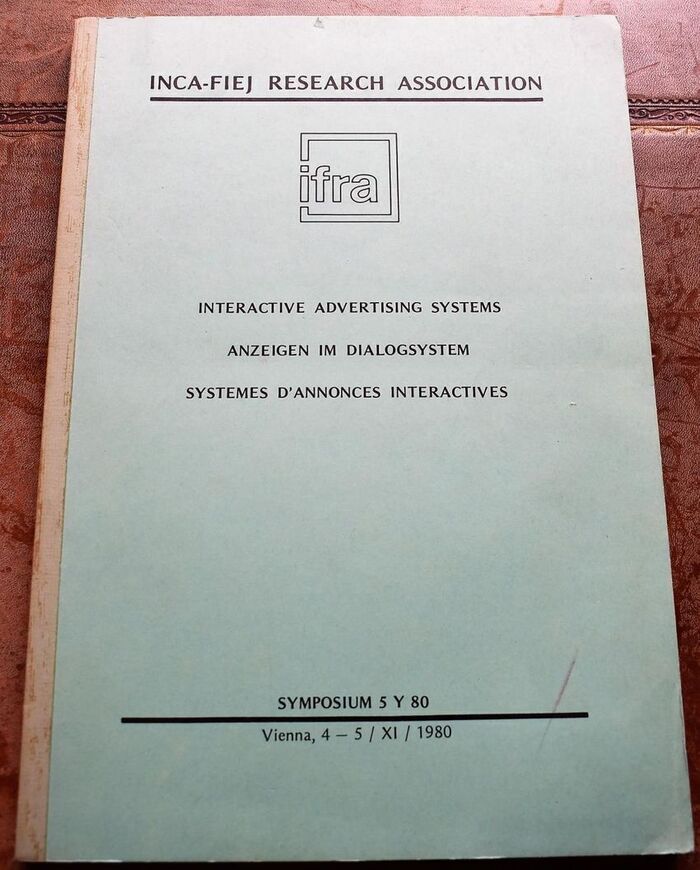 INCA-FIEJ RESEARCH ASSOCIATION
ifra
INTERACTIVE ADVERTISING SYSTEMS
ANZEIGEN IM DIALOGSYSTEM
SYSTEMES D'ANNONCES INTERACTIVES
SYMPOSIUM 5 Y 80
Vienna, 4 – 5 / XI / 1980